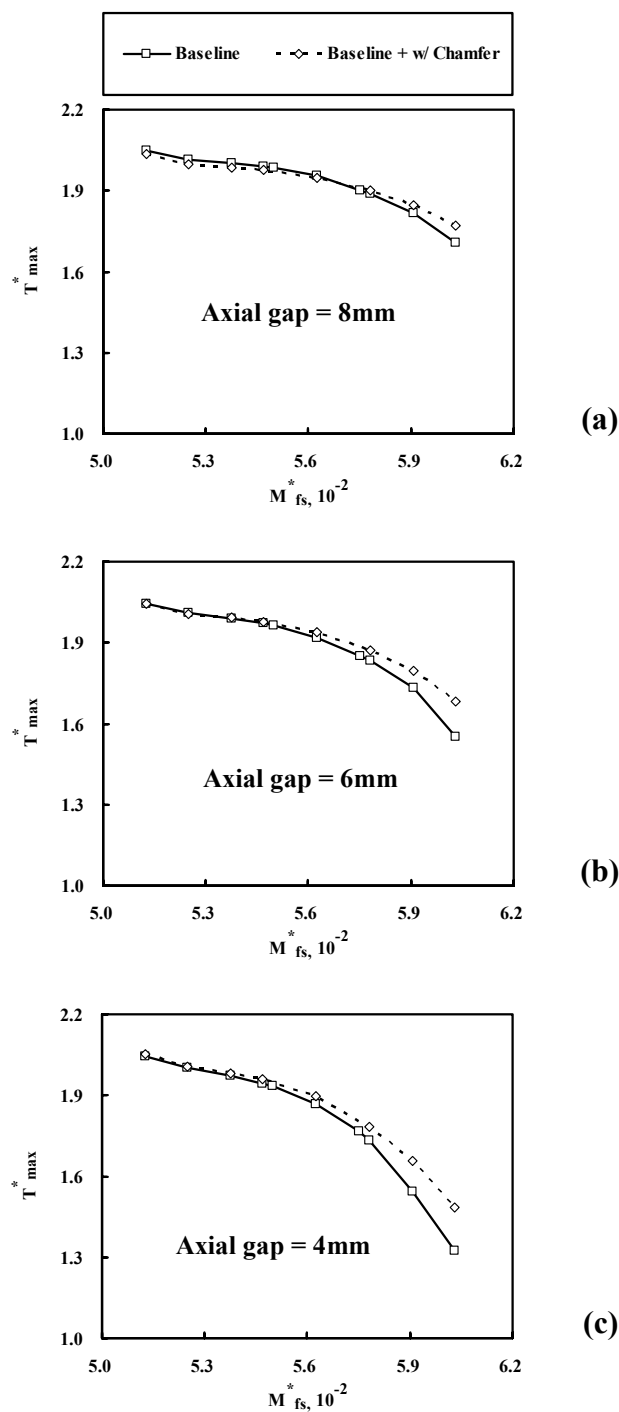 Baseline Baseline + w/ Chamfer
2.2
1.9
1.6
1.3
1.0
T*max
Axial gap = 8mm
(a)
5.0 5.3 5.6 5.9 6.2
M*fs, 10-2
2.2
1.9
1.6
1.3
1.0
T*max
Axial gap = 6mm
(b)
5.0 5.3 5.6 5.9 6.2
M*fs, 10-2
2.2
1.9
1.6
1.3
1.0
T*max
Axial gap = 4mm
(c)
5.0 5.3 5.6 5.9 6.2
M*fs, 10-2